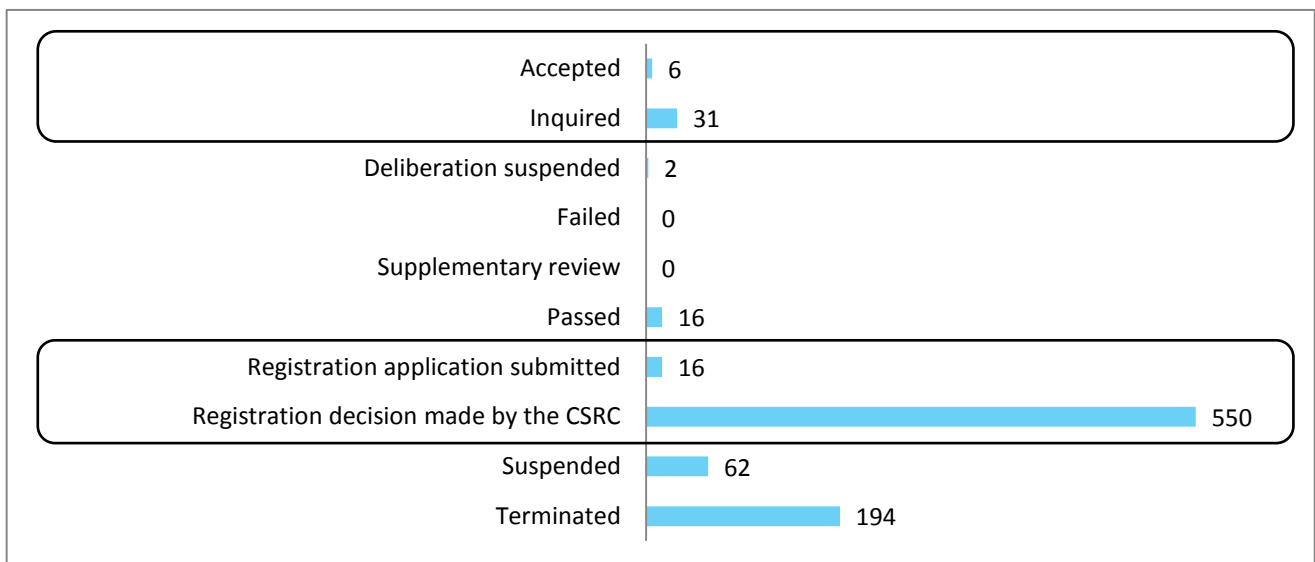 Accepted 6
Inquired 31
Deliberation suspended 2
Failed 0
Supplementary review 0
Passed 16
Registration application submitted 16
Registration decision made by the CSRC 550
Suspended 62
Terminated 194